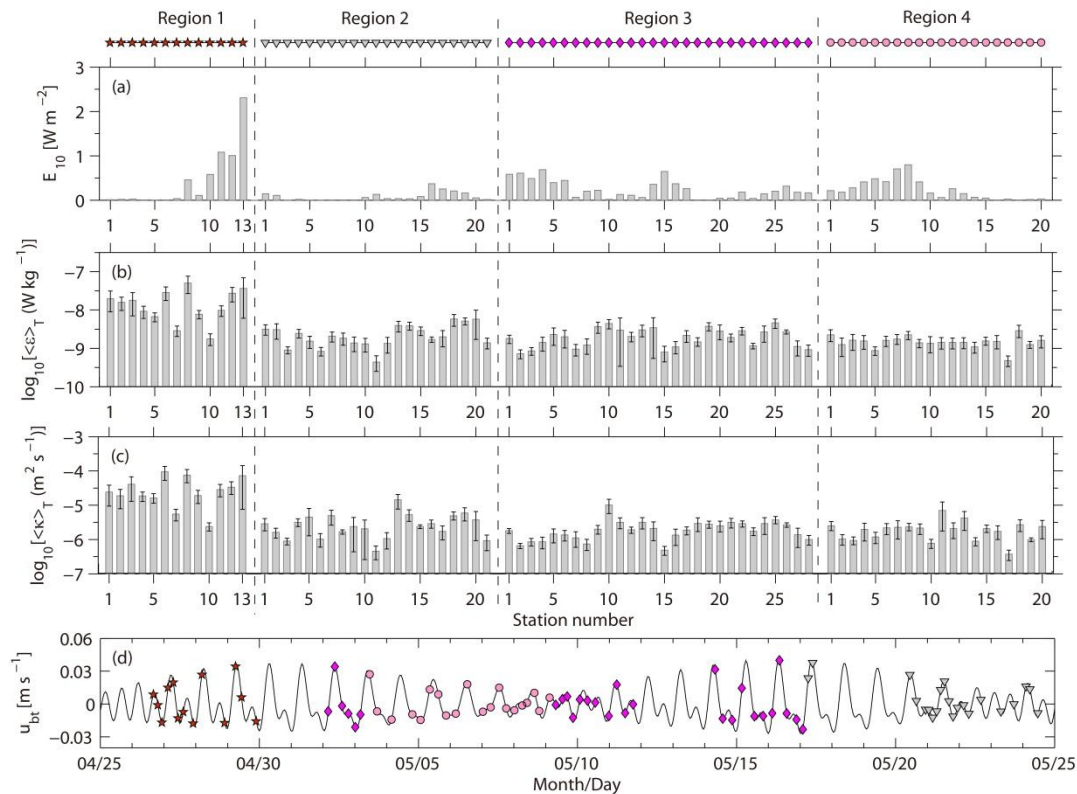 Region 1 Region 2 Region 3 Region 4
(a)
E10 [W m−2]
3
2
1
0
1 5 10 13 1 5 10 15 20 1 5 10 15 20 25 1 5 10 15 20
(b)
log10[<ε>T (W kg−1)]
−7
−8
−9
−10
1 5 10 13 1 5 10 15 20 1 5 10 15 20 25 1 5 10 15 20
(c)
log10[<κ>T (m2 s−1)]
−3
−4
−5
−6
−7
1 5 10 13 1 5 10 15 20 1 5 10 15 20 25 1 5 10 15 20
Station number
(d)
ubt [m s−1]
0.06
0.03
0
−0.03
04/25 04/30 05/05 05/10 05/15 05/20 05/25
Month/Day